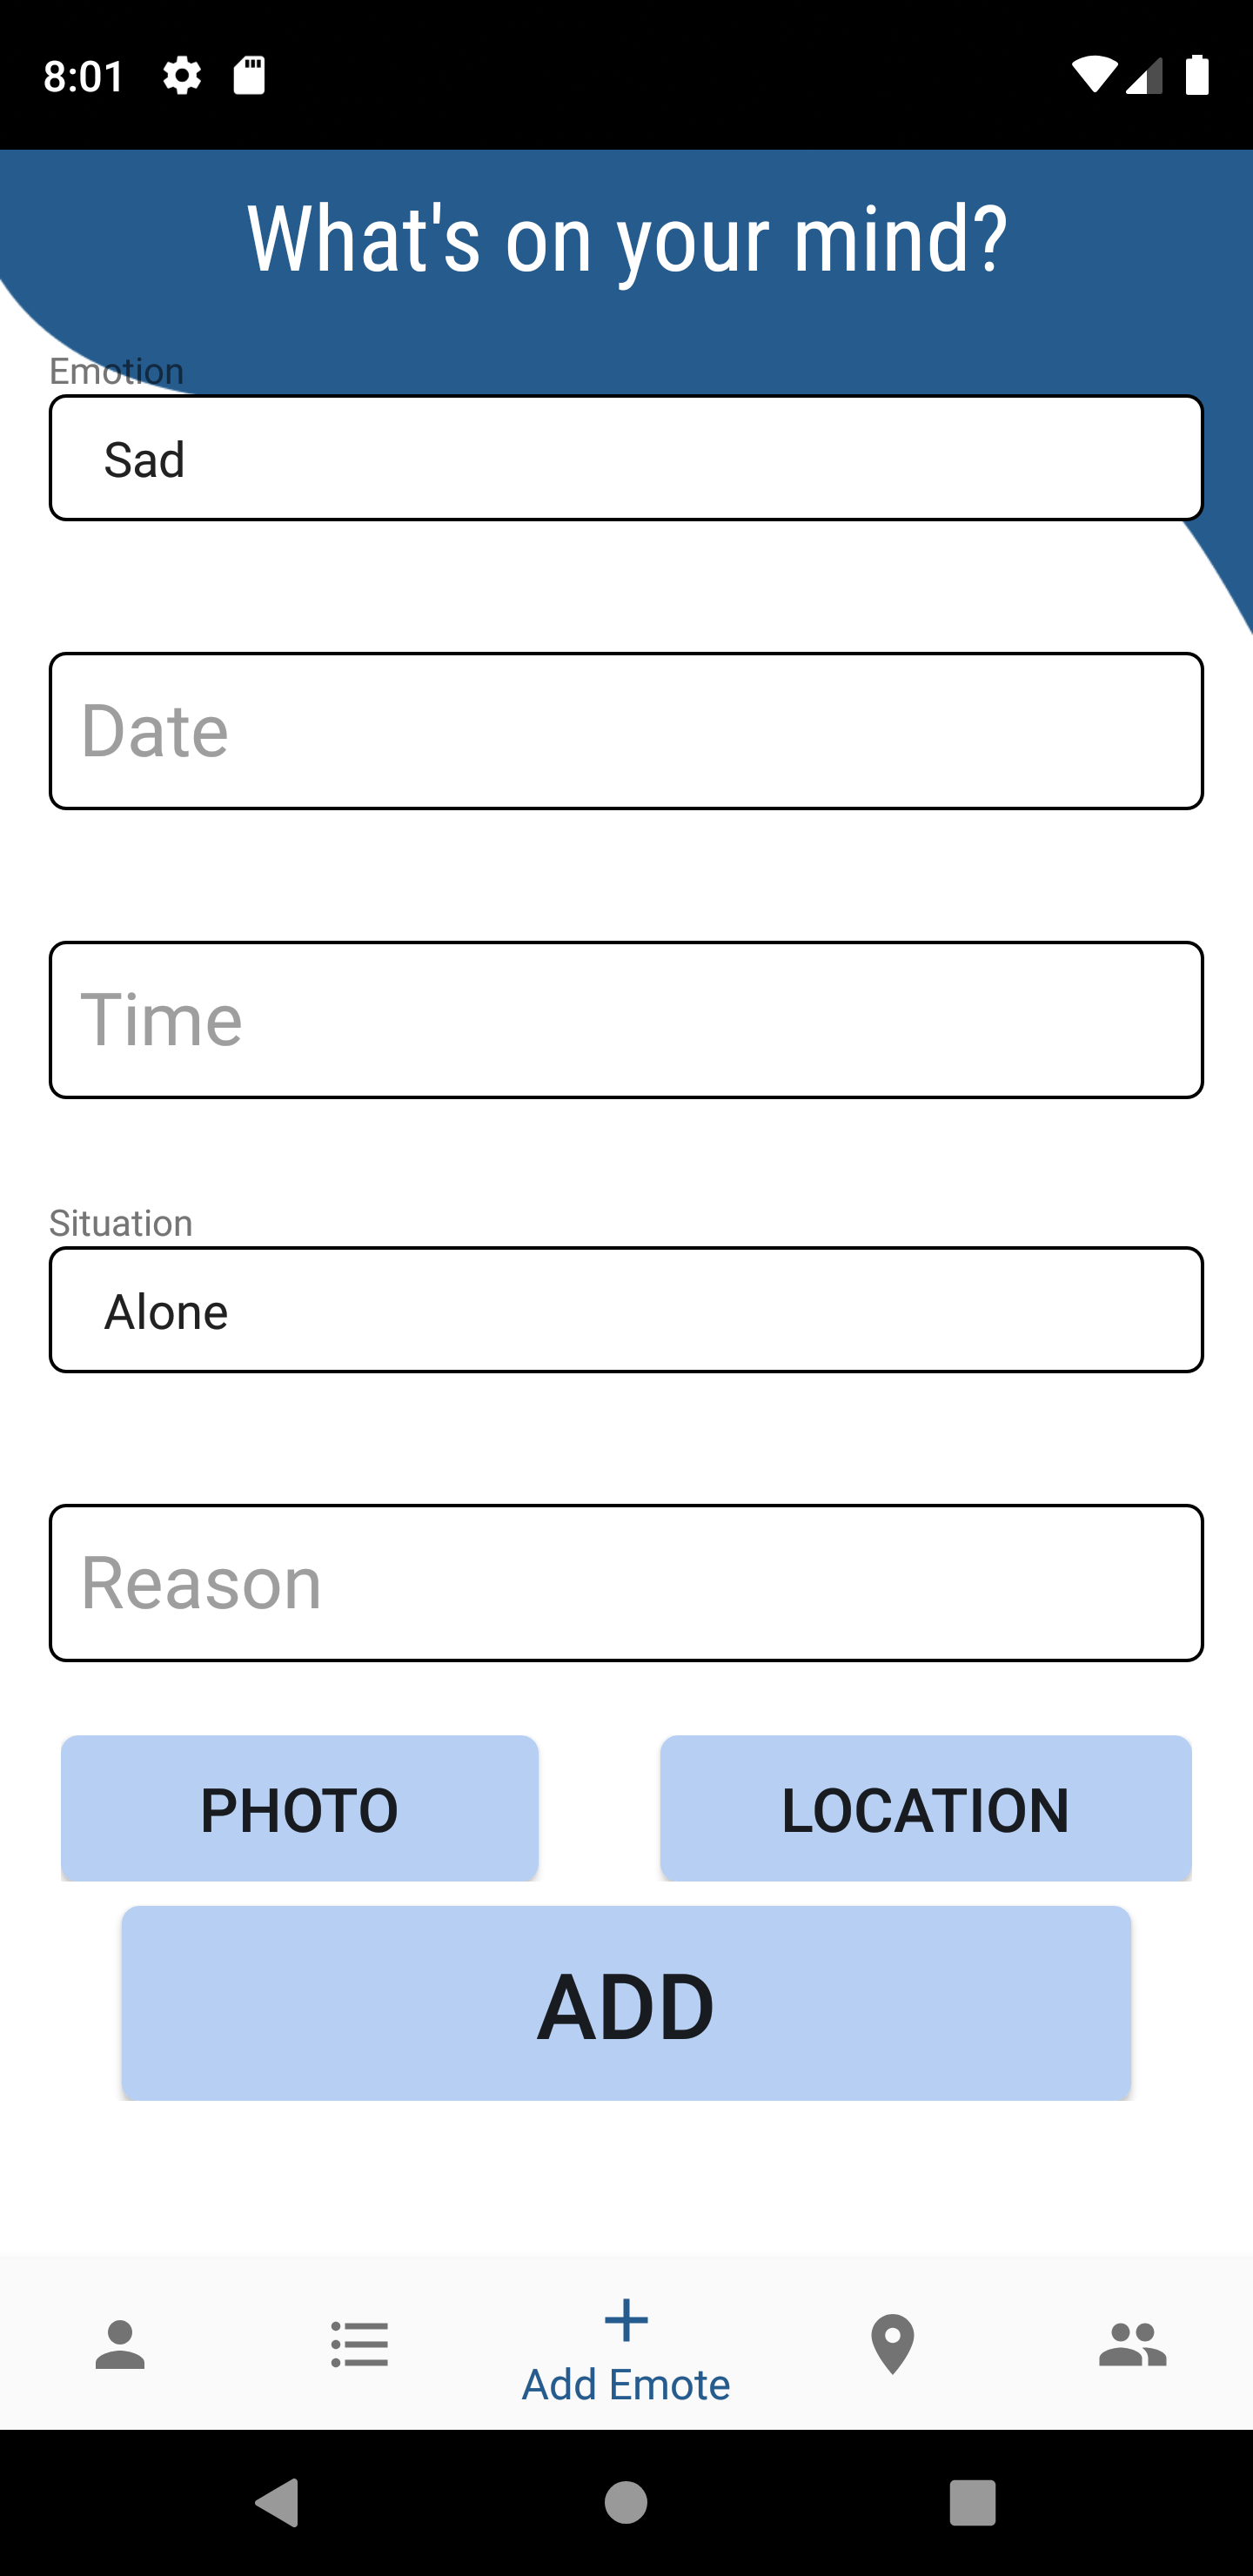 8:01
What's on your mind?
Emotion
Sad
Date
Time
Situation
Alone
Reason
PHOTO
LOCATION
ADD
Add Emote